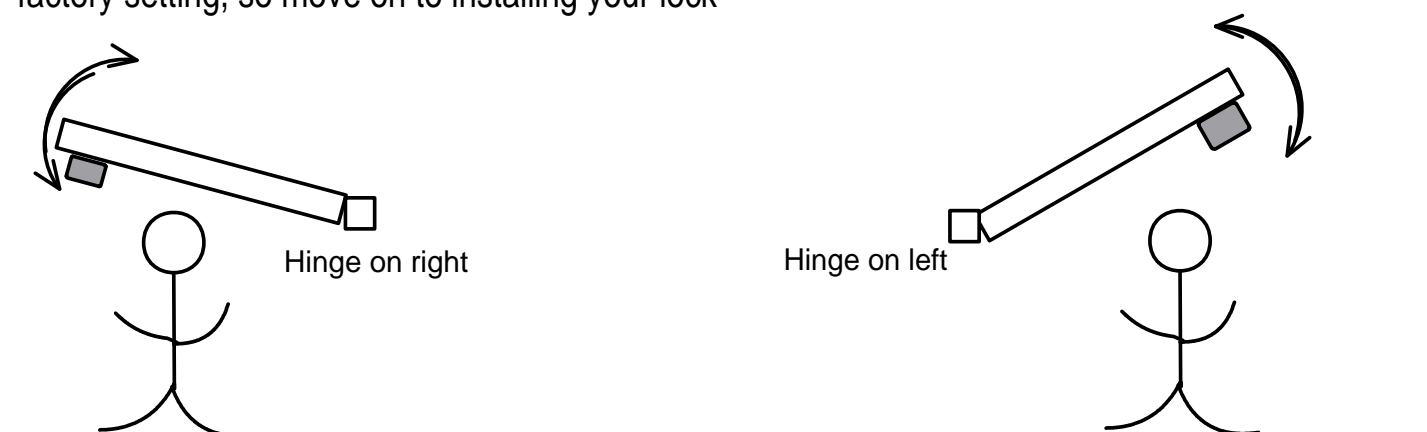 factory setting, so move on to installing your lock
Hinge on right
Hinge on left